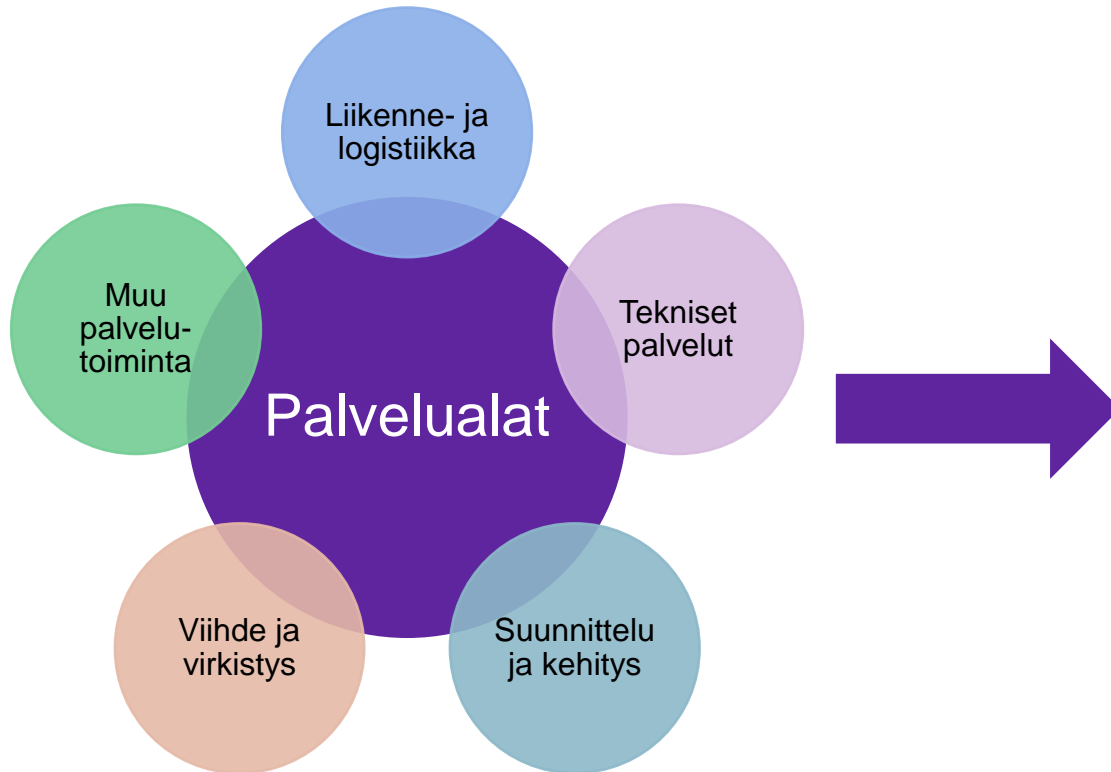 Liikenne- ja
logistiikka
Muu
palvelu-
toiminta
Tekniset
palvelut
Palvelualat
Viihde ja
virkistys
Suunnittelu
ja kehitys